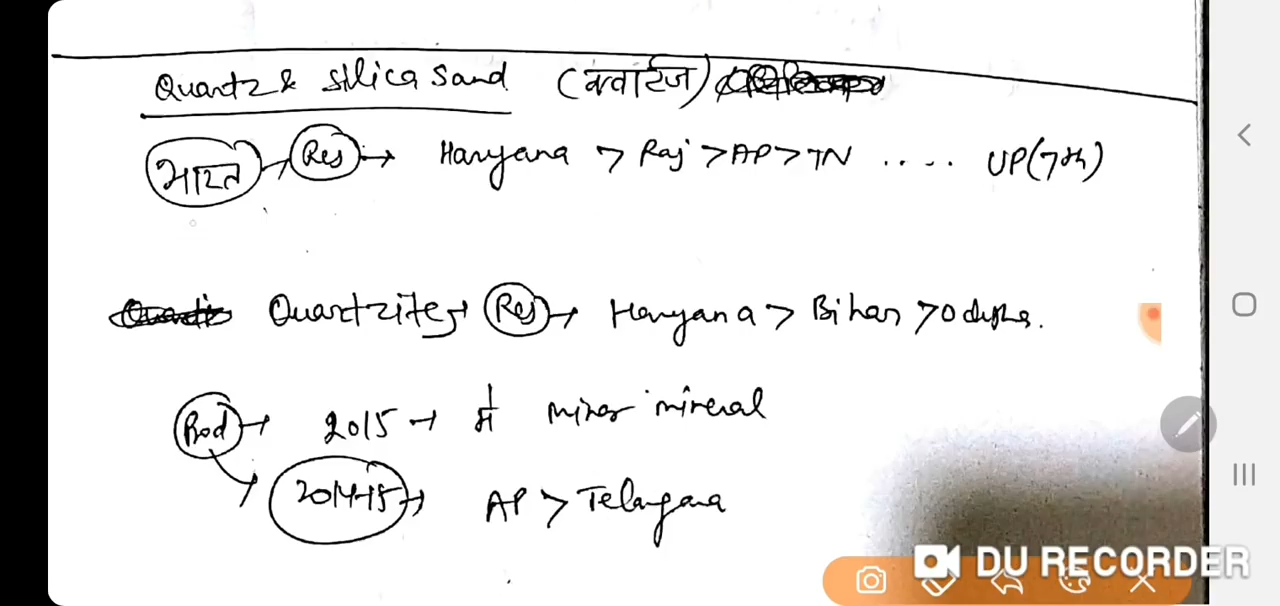 Quartz & silica sand (क्वार्टज)
भारत → Res → Haryana > Raj > AP > TN .... UP(7th)
Quartzite → Res → Haryana > Bihar > Odisha.
Prod → 2015 → में minor mineral
→ 2014-15 → AP > Telangana
DU RECORDER